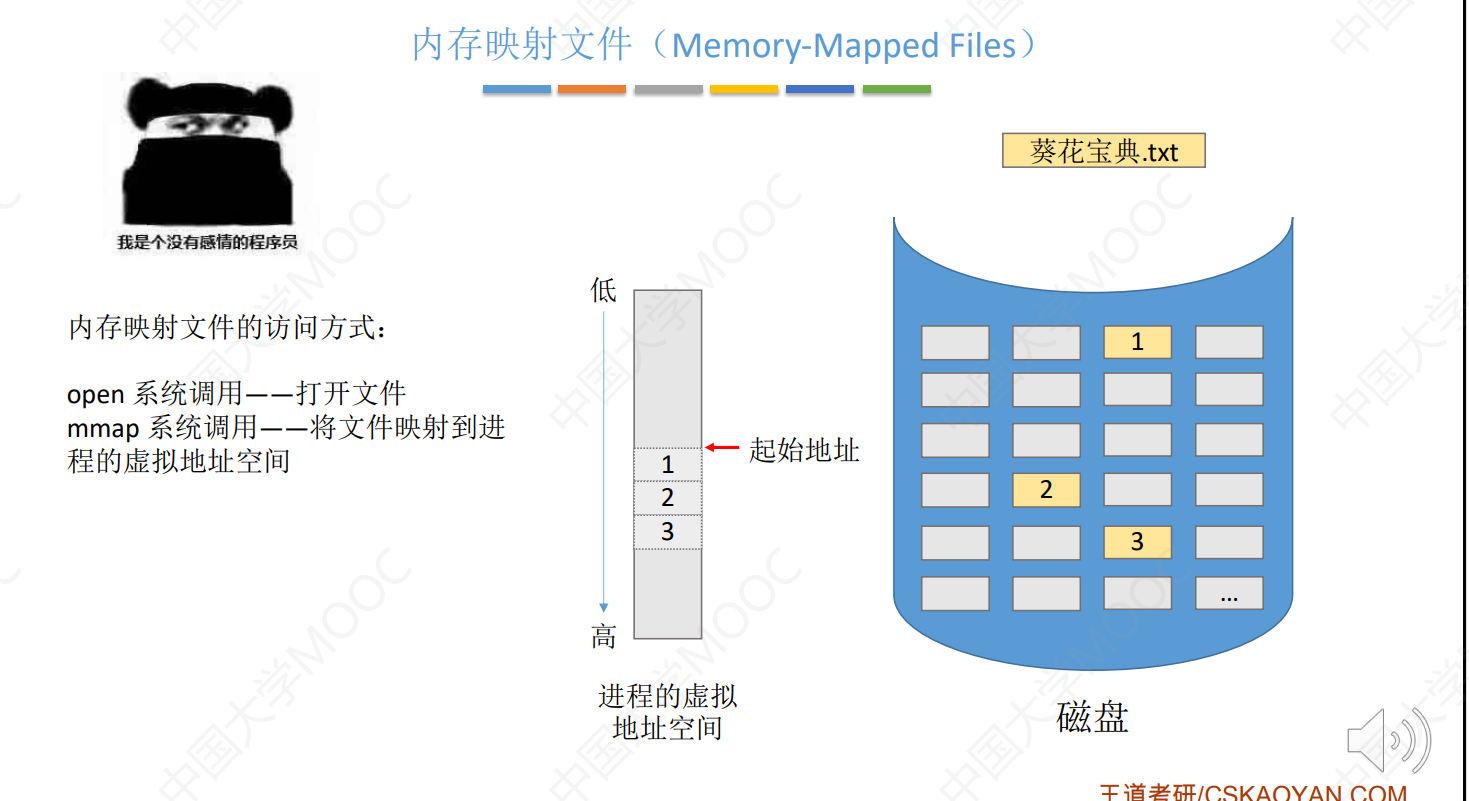 内存映射文件（Memory-Mapped Files）
我是个没有感情的程序员
葵花宝典.txt
内存映射文件的访问方式：
open 系统调用——打开文件
mmap 系统调用——将文件映射到进
程的虚拟地址空间
低
高
1
2
3
起始地址
进程的虚拟
地址空间
1
2
3
...
磁盘
王道考研/CSKAOYAN.COM
中国大学MOOC